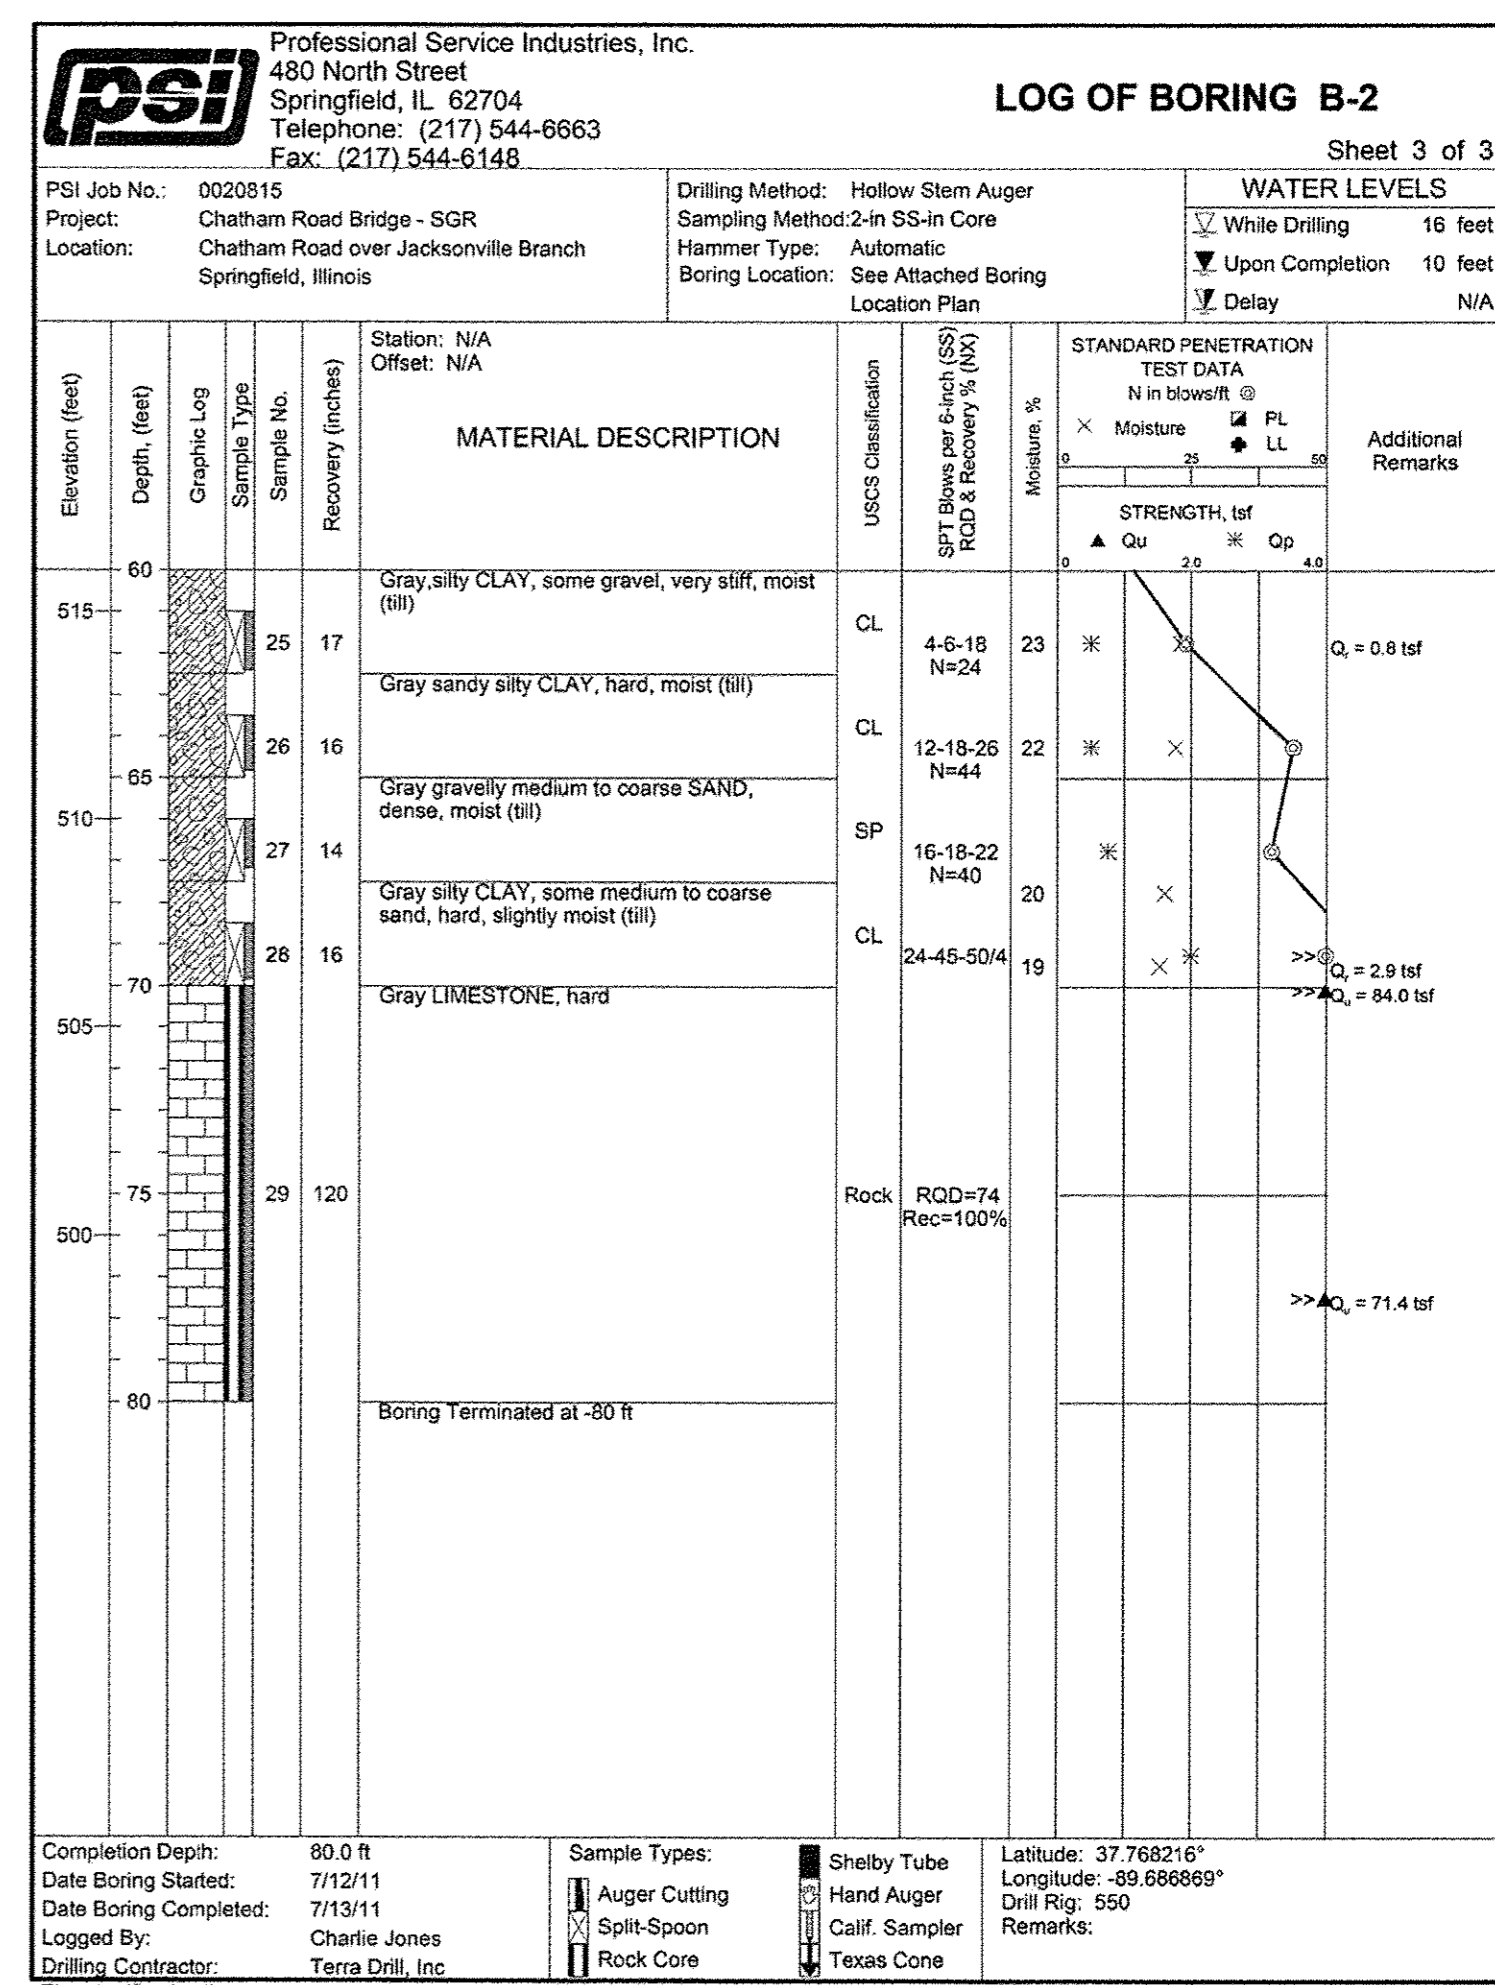 psi
Professional Service Industries, Inc.
480 North Street
Springfield, IL 62704
Telephone: (217) 544-6663
Fax: (217) 544-6148
LOG OF BORING B-2
Sheet 3 of 3
PSI Job No.: 0020815
Project: Chatham Road Bridge - SGR
Location: Chatham Road over Jacksonville Branch
Springfield, Illinois
Drilling Method: Hollow Stem Auger
Sampling Method:2-in SS-in Core
Hammer Type: Automatic
Boring Location: See Attached Boring
Location Plan
WATER LEVELS
While Drilling 16 feet
Upon Completion 10 feet
Delay N/A
Elevation (feet)
Depth, (feet)
Graphic Log
Sample Type
Sample No.
Recovery (inches)
Station: N/A
Offset: N/A
MATERIAL DESCRIPTION
USCS Classification
SPT Blows per 6-inch (SS)
RQD & Recovery % (NX)
Moisture, %
STANDARD PENETRATION
TEST DATA
N in blows/ft
Moisture PL
LL
0 25 50
STRENGTH, tsf
Qu Qp
0 2.0 4.0
Additional
Remarks
60
Gray,silty CLAY, some gravel, very stiff, moist
(till)
515
CL
25 17 4-6-18 23 Qr = 0.8 tsf
N=24
Gray sandy silty CLAY, hard, moist (till)
CL
26 16 12-18-26 22
N=44
65
Gray gravelly medium to coarse SAND,
dense, moist (till)
510
SP
27 14 16-18-22
N=40
Gray silty CLAY, some medium to coarse
sand, hard, slightly moist (till)
20
CL
28 16 24-45-50/4 19 >>
Qr = 2.9 tsf
70
Gray LIMESTONE, hard
>> Qu = 84.0 tsf
505
75 29 120 Rock RQD=74
Rec=100%
500
>> Qu = 71.4 tsf
80
Boring Terminated at -80 ft
Completion Depth: 80.0 ft
Date Boring Started: 7/12/11
Date Boring Completed: 7/13/11
Logged By: Charlie Jones
Drilling Contractor: Terra Drill, Inc
Sample Types:
Auger Cutting
Split-Spoon
Rock Core
Shelby Tube
Hand Auger
Calif. Sampler
Texas Cone
Latitude: 37.768216°
Longitude: -89.686869°
Drill Rig: 550
Remarks: